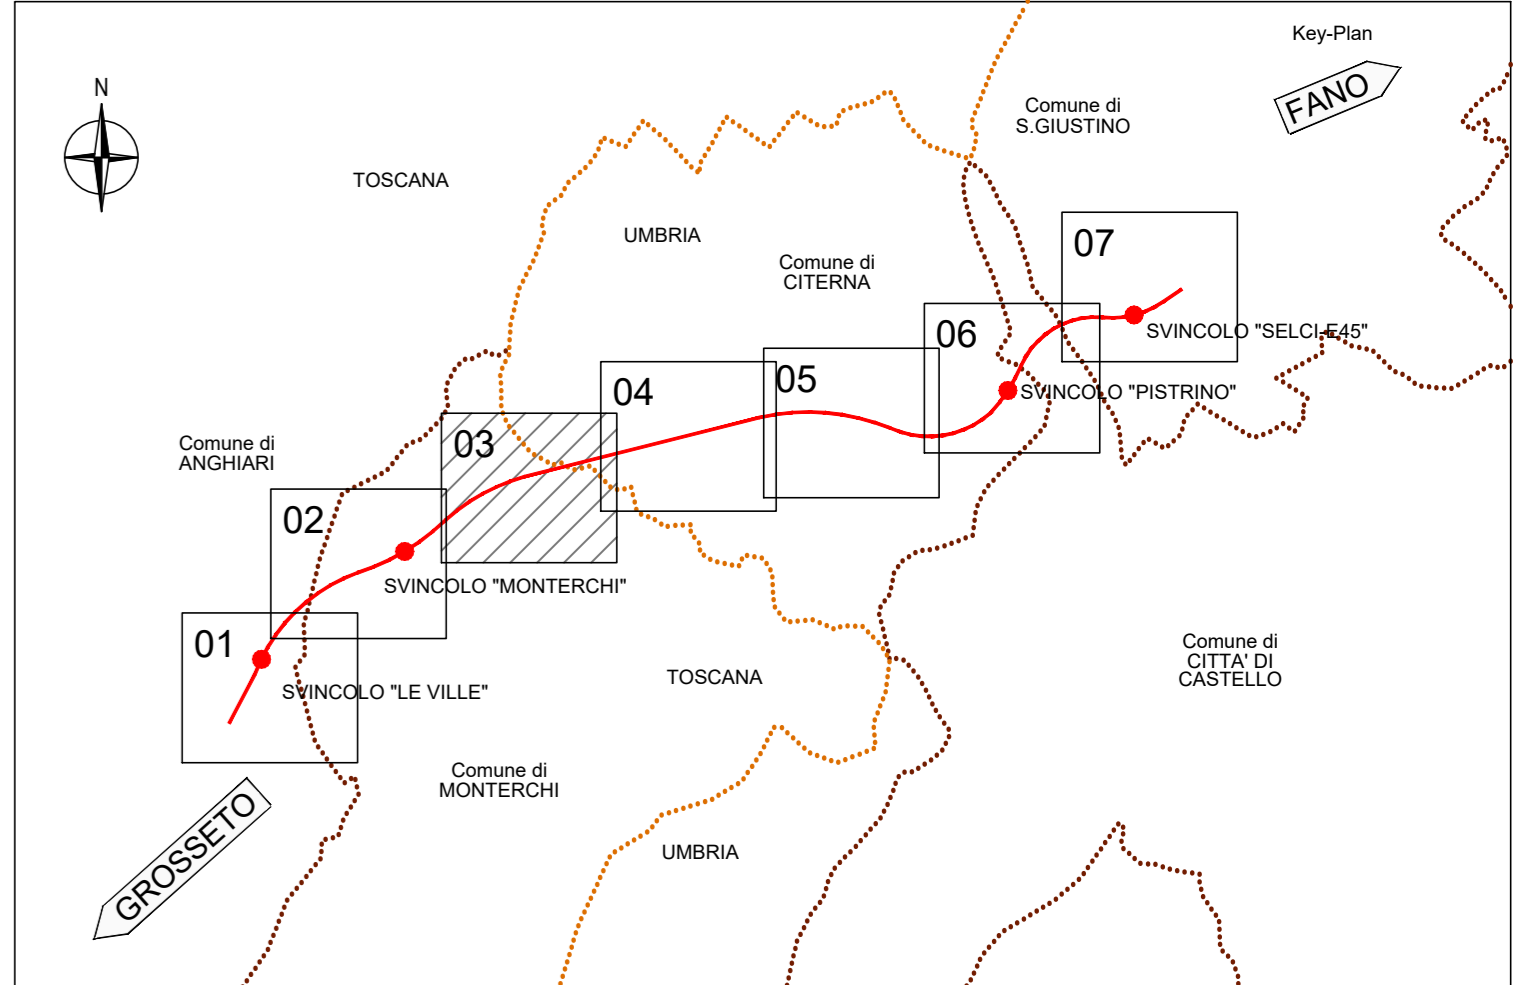 Key-Plan
N
FANO
Comune di
S.GIUSTINO
TOSCANA
UMBRIA
Comune di
CITERNA
07
SVINCOLO "SELCI-E45"
06
05
04
SVINCOLO "PISTRINO"
03
Comune di
ANGHIARI
02
SVINCOLO "MONTERCHI"
01
SVINCOLO "LE VILLE"
TOSCANA
Comune di
CITTA' DI
CASTELLO
Comune di
MONTERCHI
GROSSETO
UMBRIA